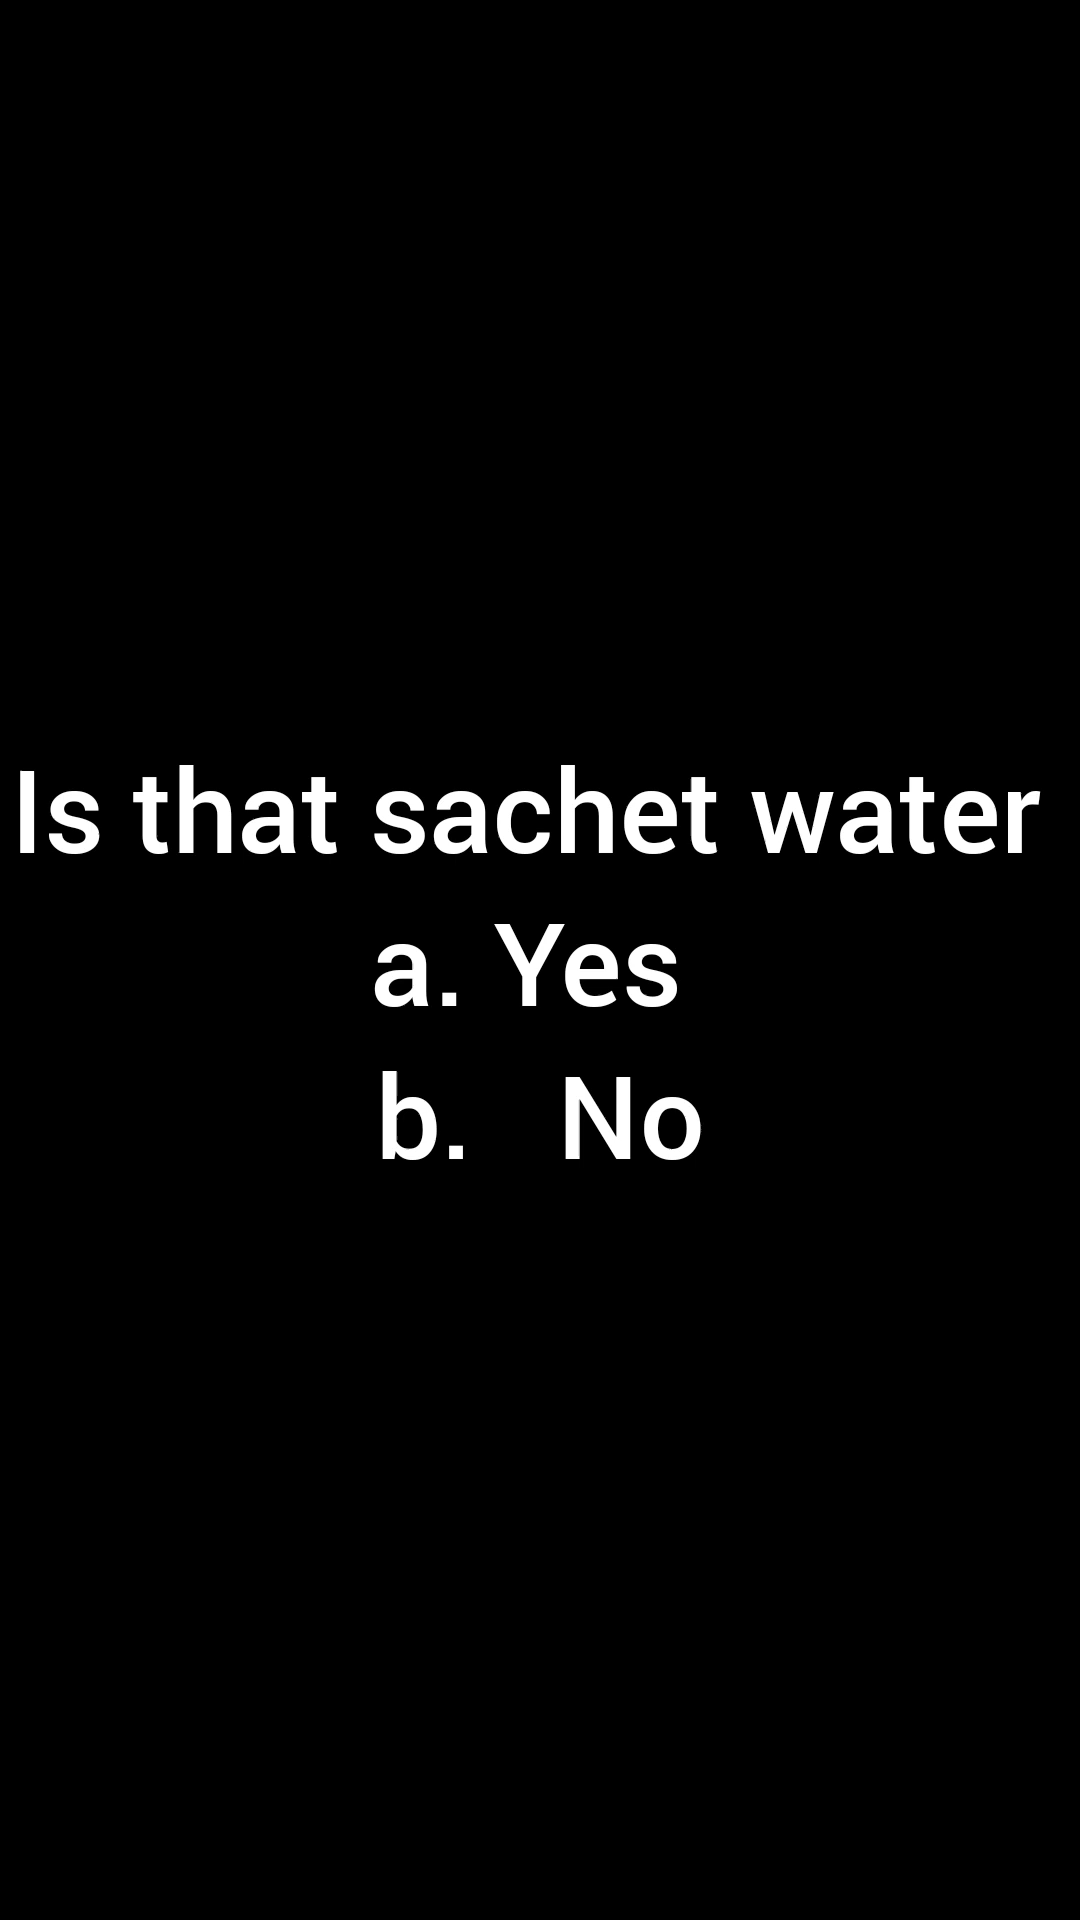 Is that sachet water
a. Yes
b. No